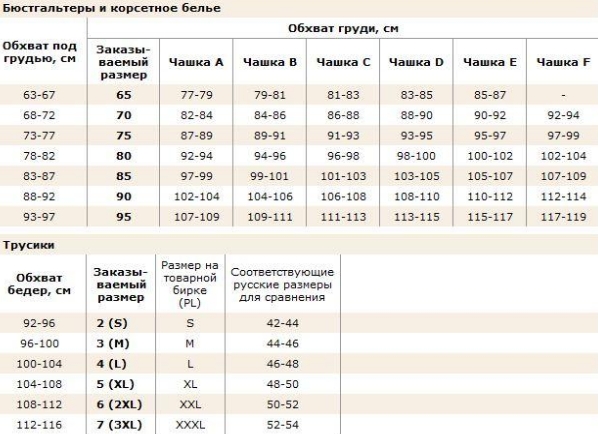 Бюстгальтеры и корсетное белье
Обхват под грудью, см Заказы-ваемый размер Обхват груди, см
Чашка A Чашка B Чашка C Чашка D Чашка E Чашка F
63-67 65 77-79 79-81 81-83 83-85 85-87 -
68-72 70 82-84 84-86 86-88 88-90 90-92 92-94
73-77 75 87-89 89-91 91-93 93-95 95-97 97-99
78-82 80 92-94 94-96 96-98 98-100 100-102 102-104
83-87 85 97-99 99-101 101-103 103-105 105-107 107-109
88-92 90 102-104 104-106 106-108 108-110 110-112 112-114
93-97 95 107-109 109-111 111-113 113-115 115-117 117-119
Трусики
Обхват бедер, см Заказы-ваемый размер Размер на товарной бирке (PL) Соответствующие русские размеры для сравнения
92-96 2 (S) S 42-44
96-100 3 (M) M 44-46
100-104 4 (L) L 46-48
104-108 5 (XL) XL 48-50
108-112 6 (2XL) XXL 50-52
112-116 7 (3XL) XXXL 52-54